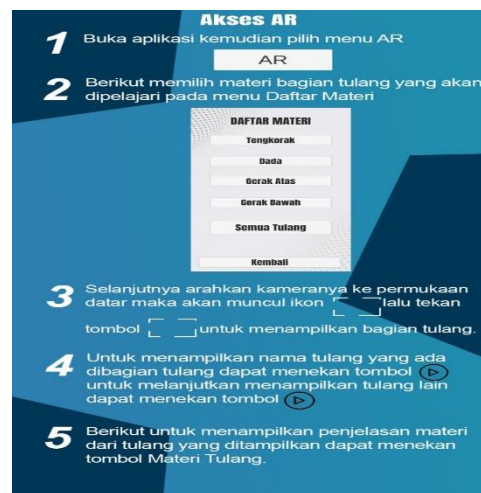 Akses AR
1 Buka aplikasi kemudian pilih menu AR
AR
2 Berikut memilih materi bagian tulang yang akan
dipelajari pada menu Daftar Materi
DAFTAR MATERI
Tengkorak
Dada
Gerak Atas
Gerak Bawah
Semua Tulang
Kembali
3 Selanjutnya arahkan kameranya ke permukaan
datar maka akan muncul ikon lalu tekan
tombol untuk menampilkan bagian tulang.
4 Untuk menampilkan nama tulang yang ada
dibagian tulang dapat menekan tombol
untuk melanjutkan menampilkan tulang lain
dapat menekan tombol
5 Berikut untuk menampilkan penjelasan materi
dari tulang yang ditampilkan dapat menekan
tombol Materi Tulang.